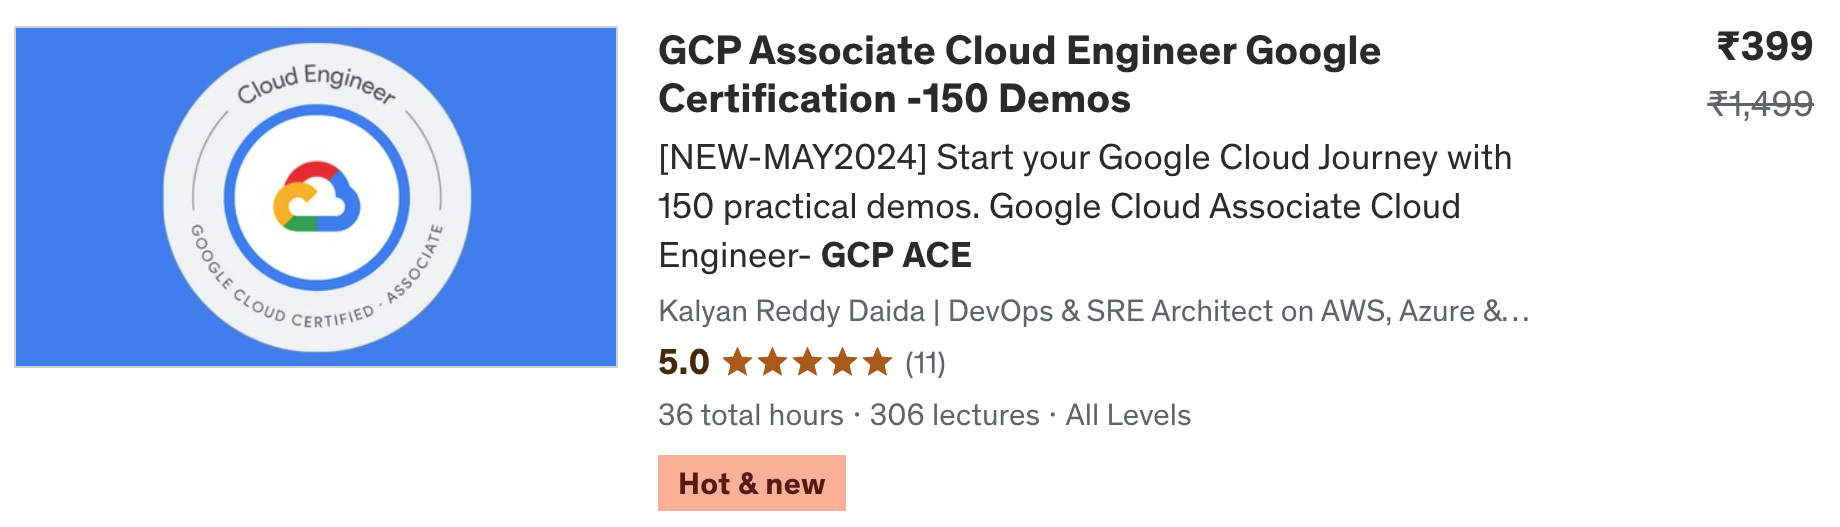 Cloud Engineer
GOOGLE CLOUD CERTIFIED · ASSOCIATE
GCP Associate Cloud Engineer Google
Certification -150 Demos
₹399
₹1,499
[NEW-MAY2024] Start your Google Cloud Journey with
150 practical demos. Google Cloud Associate Cloud
Engineer- GCP ACE
Kalyan Reddy Daida | DevOps & SRE Architect on AWS, Azure &...
5.0 ★★★★★ (11)
36 total hours · 306 lectures · All Levels
Hot & new